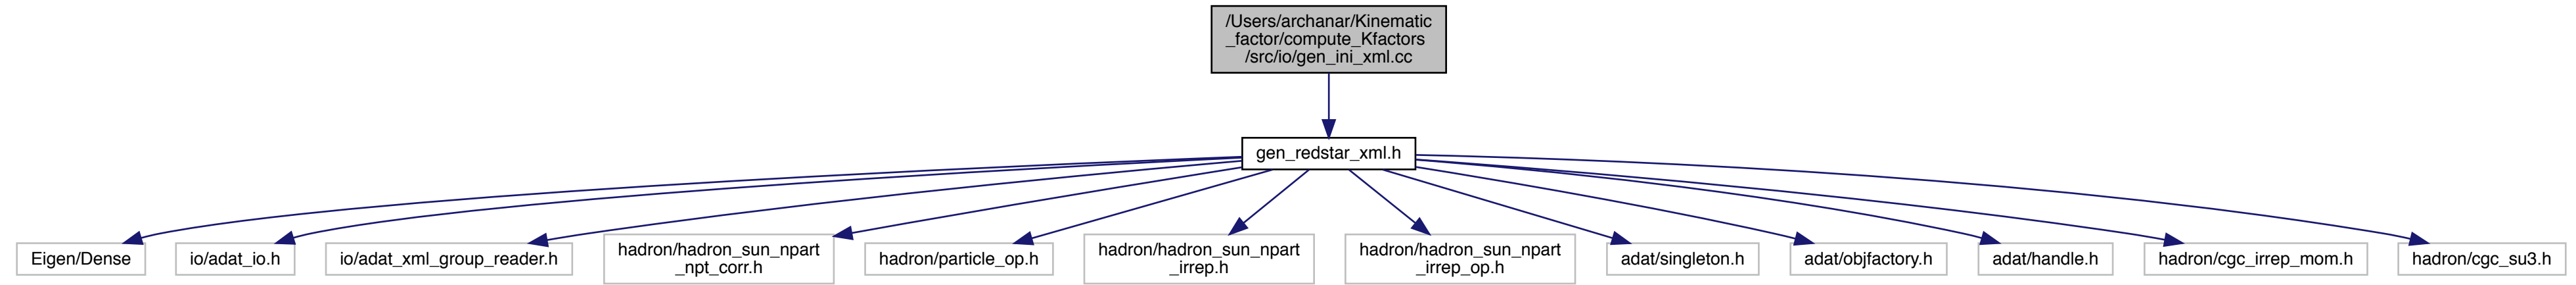 /Users/archanar/Kinematic
_factor/compute_Kfactors
/src/io/gen_ini_xml.cc
gen_redstar_xml.h
Eigen/Dense
io/adat_io.h
io/adat_xml_group_reader.h
hadron/hadron_sun_npart
_npt_corr.h
hadron/particle_op.h
hadron/hadron_sun_npart
_irrep.h
hadron/hadron_sun_npart
_irrep_op.h
adat/singleton.h
adat/objfactory.h
adat/handle.h
hadron/cgc_irrep_mom.h
hadron/cgc_su3.h